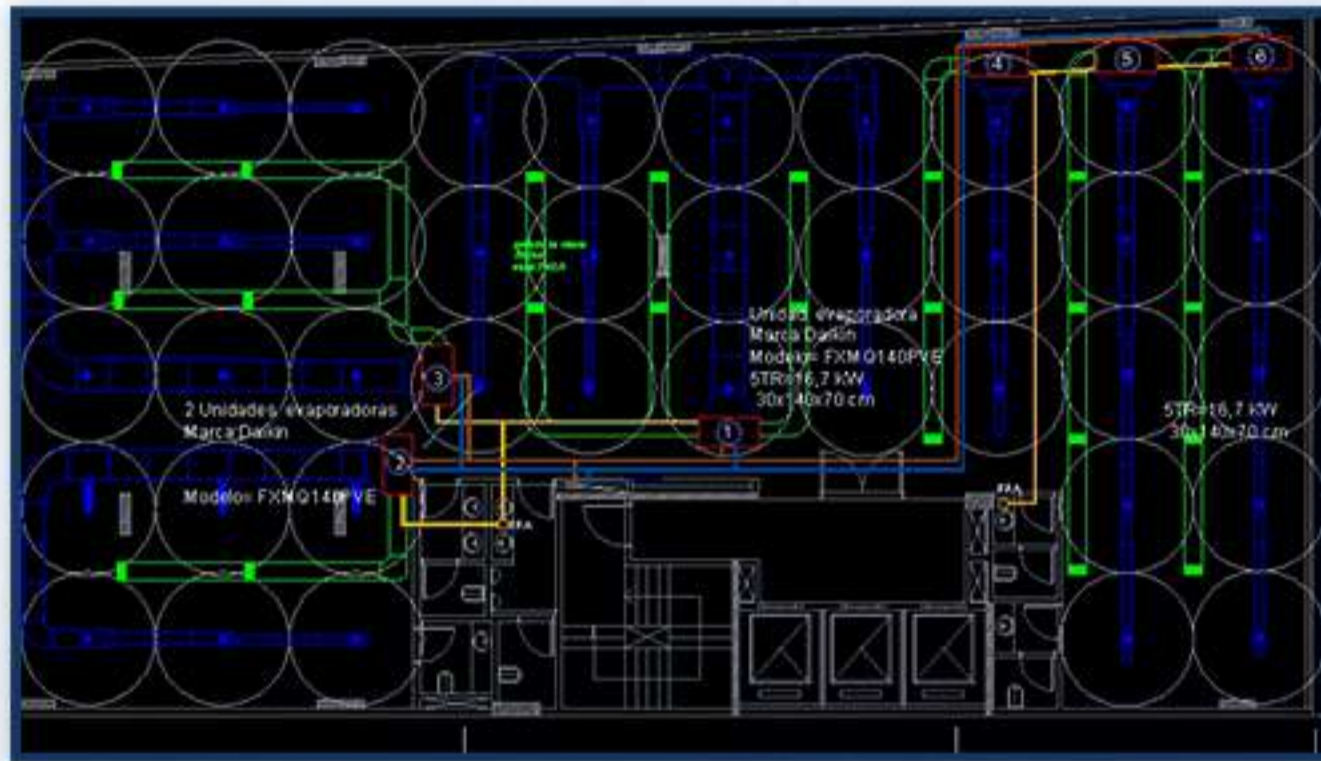 4
5
6
Unidad evaporadora
Marca Daikin
Modelo= FXMQ140PVE
5TR=16,7 KW
30x140x70 cm
3
2 Unidades evaporadoras
Marca Daikin
5TR=16,7 KW
30x140x70 cm
1
2
Modelo= FXMQ140PVE